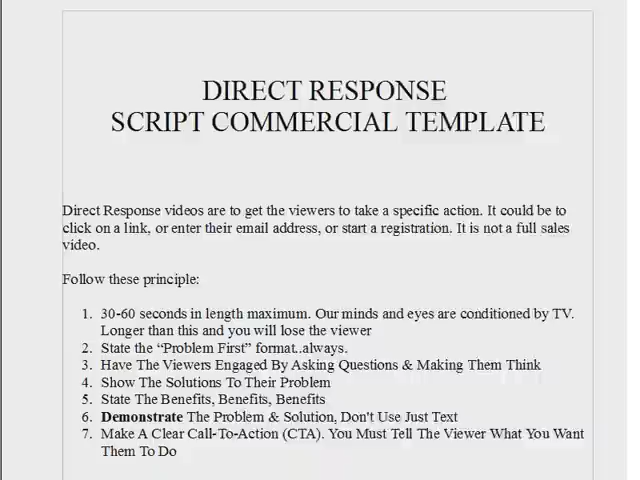 DIRECT RESPONSE
SCRIPT COMMERCIAL TEMPLATE
Direct Response videos are to get the viewers to take a specific action. It could be to
click on a link, or enter their email address, or start a registration. It is not a full sales
video.
Follow these principle:
1. 30-60 seconds in length maximum. Our minds and eyes are conditioned by TV.
Longer than this and you will lose the viewer
2. State the “Problem First” format..always.
3. Have The Viewers Engaged By Asking Questions & Making Them Think
4. Show The Solutions To Their Problem
5. State The Benefits, Benefits, Benefits
6. Demonstrate The Problem & Solution, Don't Use Just Text
7. Make A Clear Call-To-Action (CTA). You Must Tell The Viewer What You Want
Them To Do